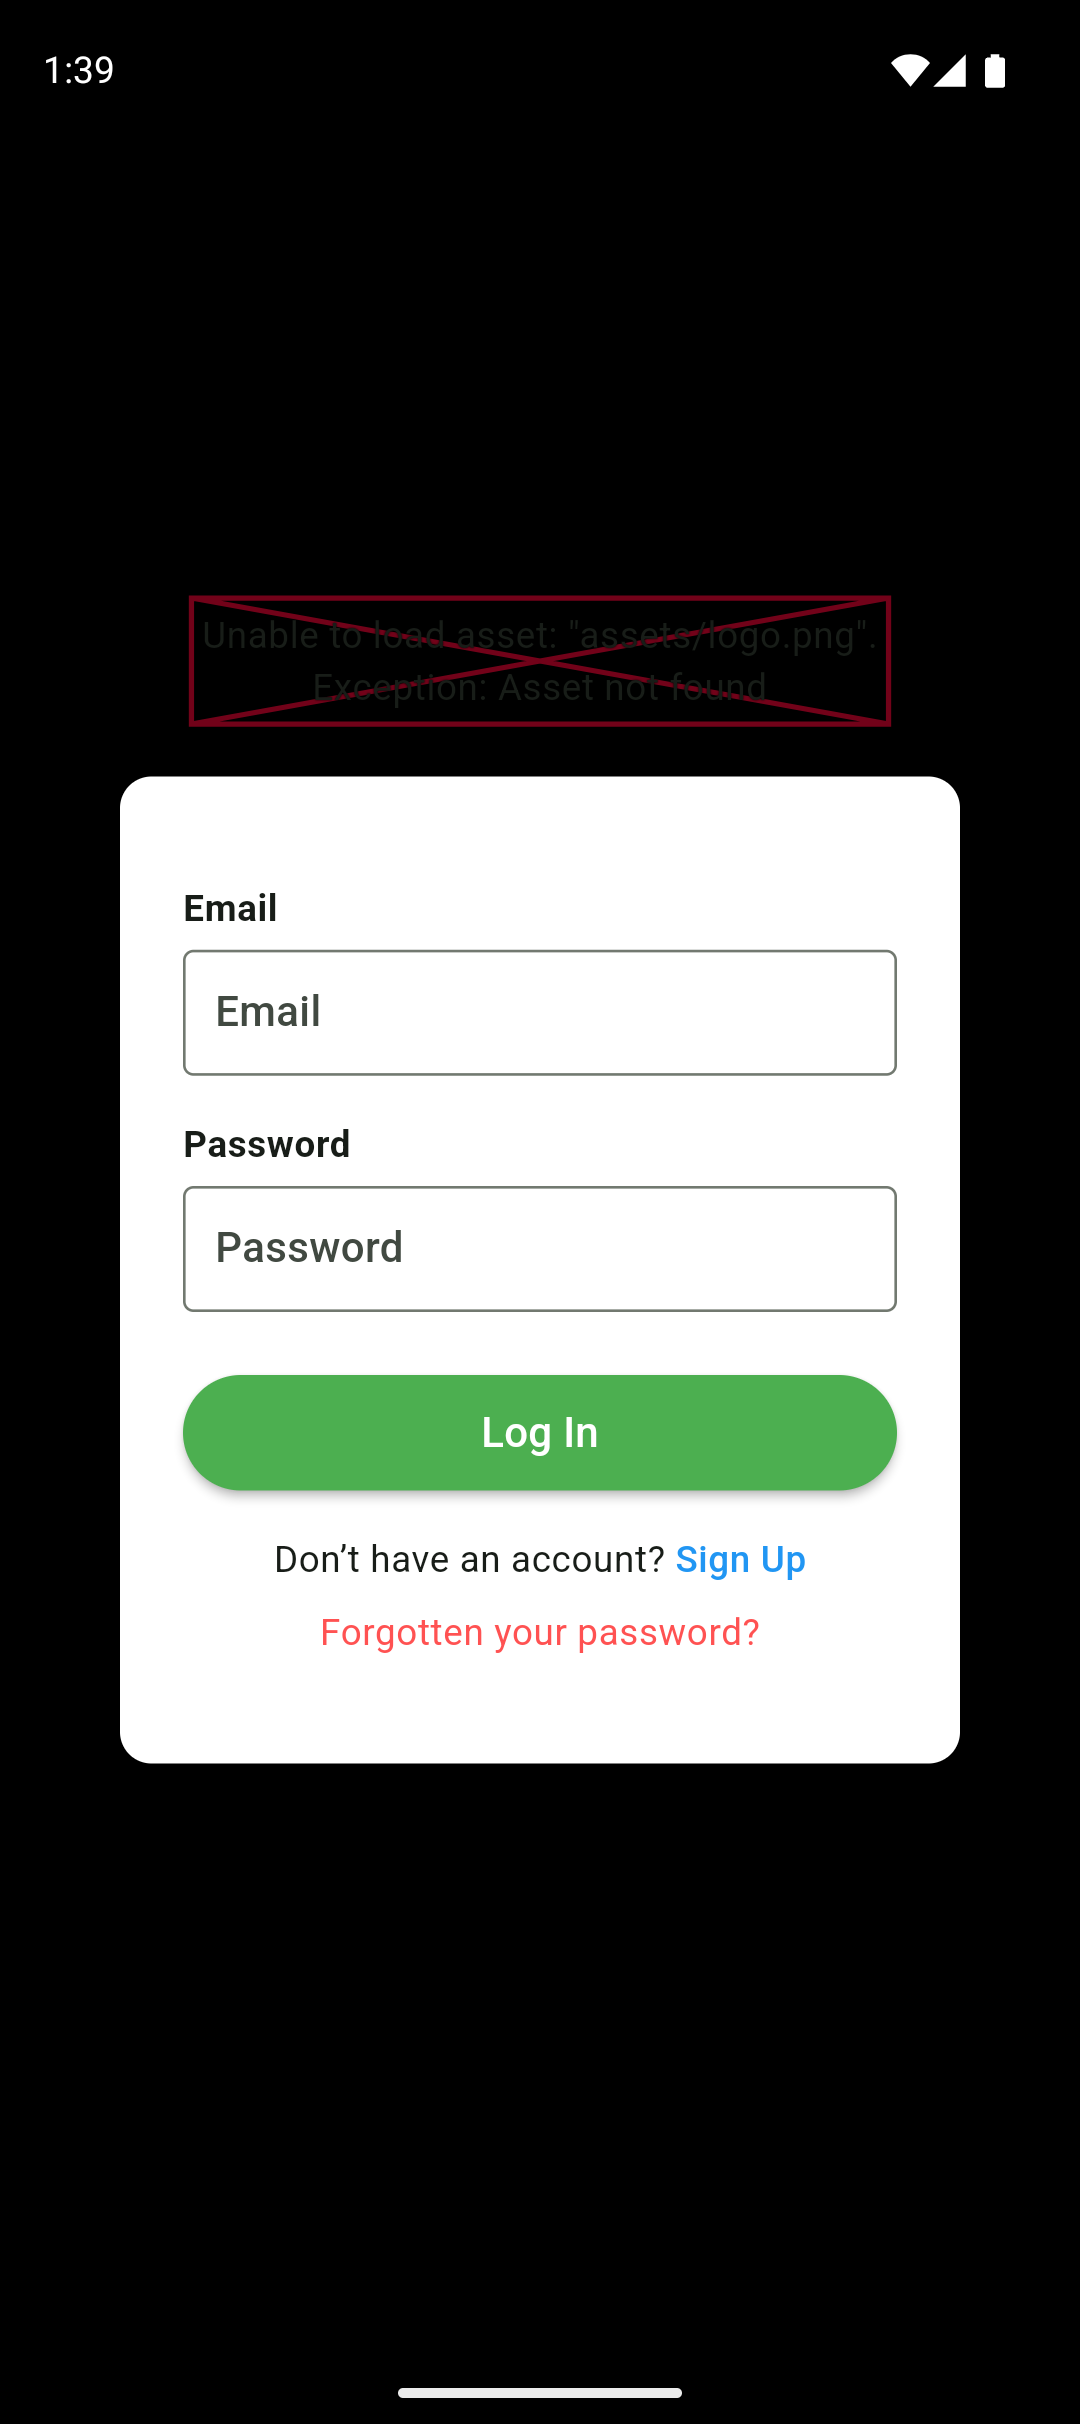 1:39
Unable to load asset: "assets/logo.png".
Exception: Asset not found
Email
Email
Password
Password
Log In
Don’t have an account? Sign Up
Forgotten your password?